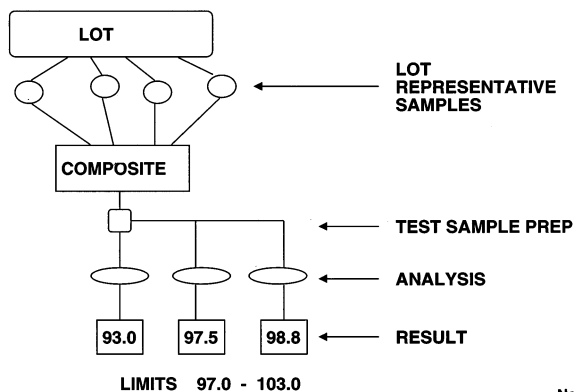 LOT
LOT
REPRESENTATIVE
SAMPLES
COMPOSITE
TEST SAMPLE PREP
ANALYSIS
93.0 97.5 98.8 RESULT
LIMITS 97.0 - 103.0